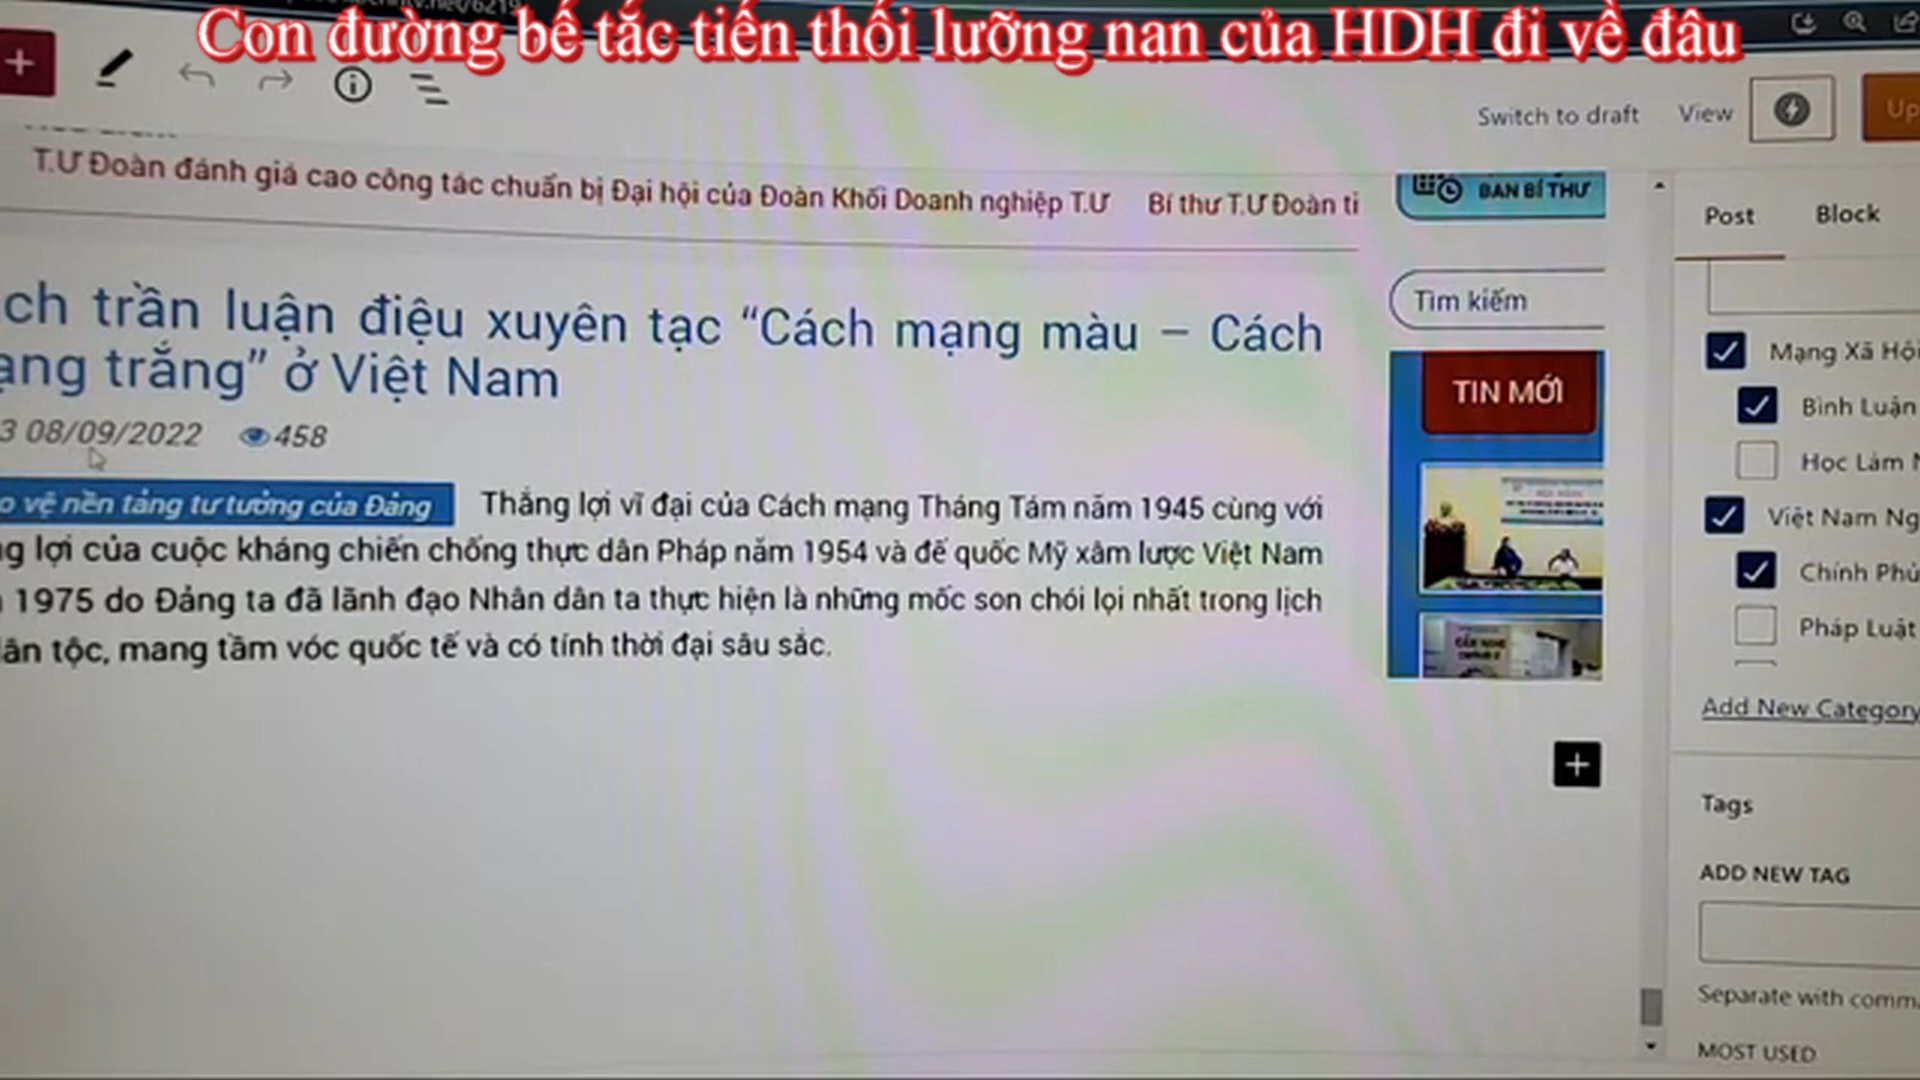 Con đường bế tắc tiến thối lưỡng nan của HDH đi về đâu
Switch to draft View
T.Ư Đoàn đánh giá cao công tác chuẩn bị Đại hội của Đoàn Khối Doanh nghiệp T.Ư Bí thư T.Ư Đoàn ti
BAN BÍ THƯ
Post Block
Tìm kiếm
ch trần luận điệu xuyên tạc “Cách mạng màu – Cách
ang trắng” ở Việt Nam
3 08/09/2022 458
TIN MỚI
Mạng Xã Hội
Bình Luận
Học Làm
Việt Nam Ng
Chính Phủ
Pháp Luật
o vệ nền tảng tư tưởng của Đảng Thắng lợi vĩ đại của Cách mạng Tháng Tám năm 1945 cùng với
ng lợi của cuộc kháng chiến chống thực dân Pháp năm 1954 và đế quốc Mỹ xâm lược Việt Nam
1975 do Đảng ta đã lãnh đạo Nhân dân ta thực hiện là những mốc son chói lọi nhất trong lịch
ân tộc, mang tầm vóc quốc tế và có tính thời đại sâu sắc.
Add New Category
Tags
ADD NEW TAG
Separate with comm
MOST USED